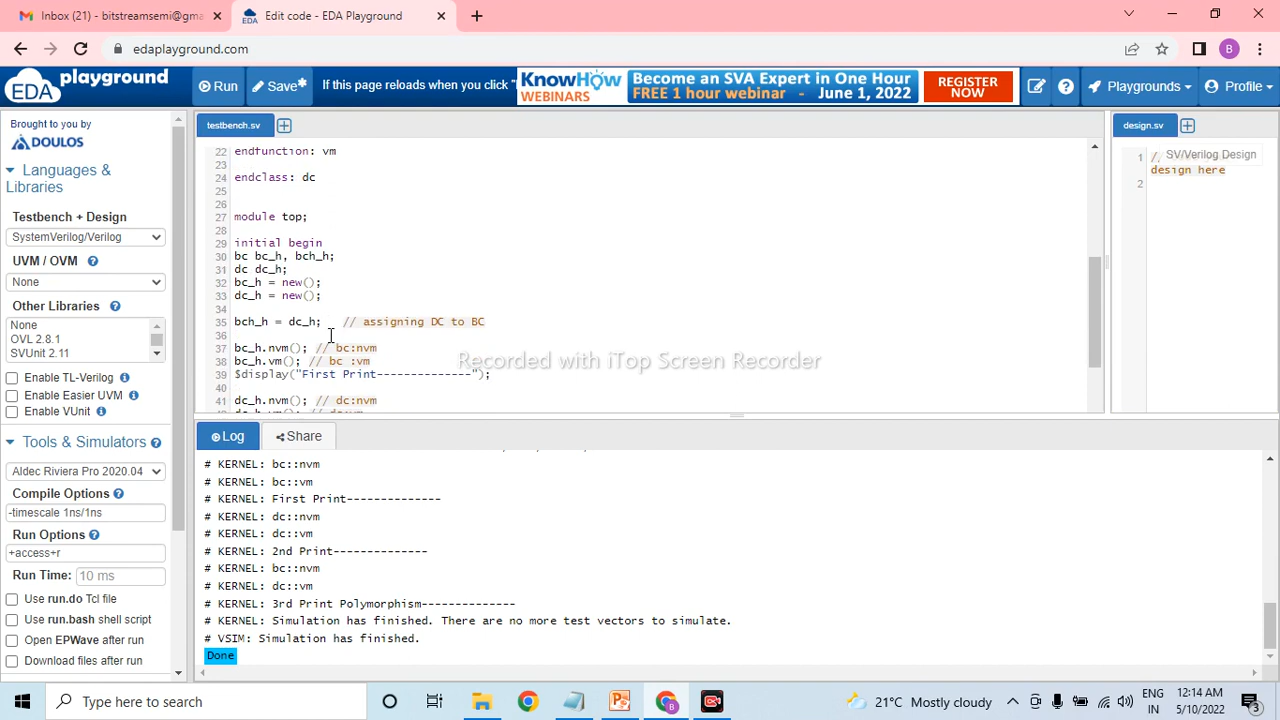 Inbox (21) - bitstreamsemi@gma
Edit code - EDA Playground
edaplayground.com
B
EDA playground
Run
Save*
If this page reloads when you click "
KnowHow WEBINARS
Become an SVA Expert in One Hour
FREE 1 hour webinar - June 1, 2022
REGISTER NOW
Playgrounds
Profile
Brought to you by
DOULOS
Languages & Libraries
Testbench + Design
SystemVerilog/Verilog
UVM / OVM
None
Other Libraries
None
OVL 2.8.1
SVUnit 2.11
Enable TL-Verilog
Enable Easier UVM
Enable VUnit
Tools & Simulators
Aldec Riviera Pro 2020.04
Compile Options
-timescale 1ns/1ns
Run Options
+access+r
Run Time: 10 ms
Use run.do Tcl file
Use run.bash shell script
Open EPWave after run
Download files after run
testbench.sv
22 endfunction: vm
23
24 endclass: dc
25
26
27 module top;
28
29 initial begin
30 bc bc_h, bch_h;
31 dc dc_h;
32 bc_h = new();
33 dc_h = new();
34
35 bch_h = dc_h; // assigning DC to BC
36
37 bc_h.nvm(); // bc:nvm
38 bc_h.vm(); // bc :vm
39 $display("First Print--------------");
40
41 dc_h.nvm(); // dc:nvm
Recorded with iTop Screen Recorder
design.sv
SV/Verilog Design
1 //
design here
2
Log
Share
# KERNEL: bc::nvm
# KERNEL: bc::vm
# KERNEL: First Print--------------
# KERNEL: dc::nvm
# KERNEL: dc::vm
# KERNEL: 2nd Print--------------
# KERNEL: bc::nvm
# KERNEL: dc::vm
# KERNEL: 3rd Print Polymorphism--------------
# KERNEL: Simulation has finished. There are no more test vectors to simulate.
# VSIM: Simulation has finished.
Done
Type here to search
21°C Mostly cloudy
ENG
IN
12:14 AM
5/10/2022
3